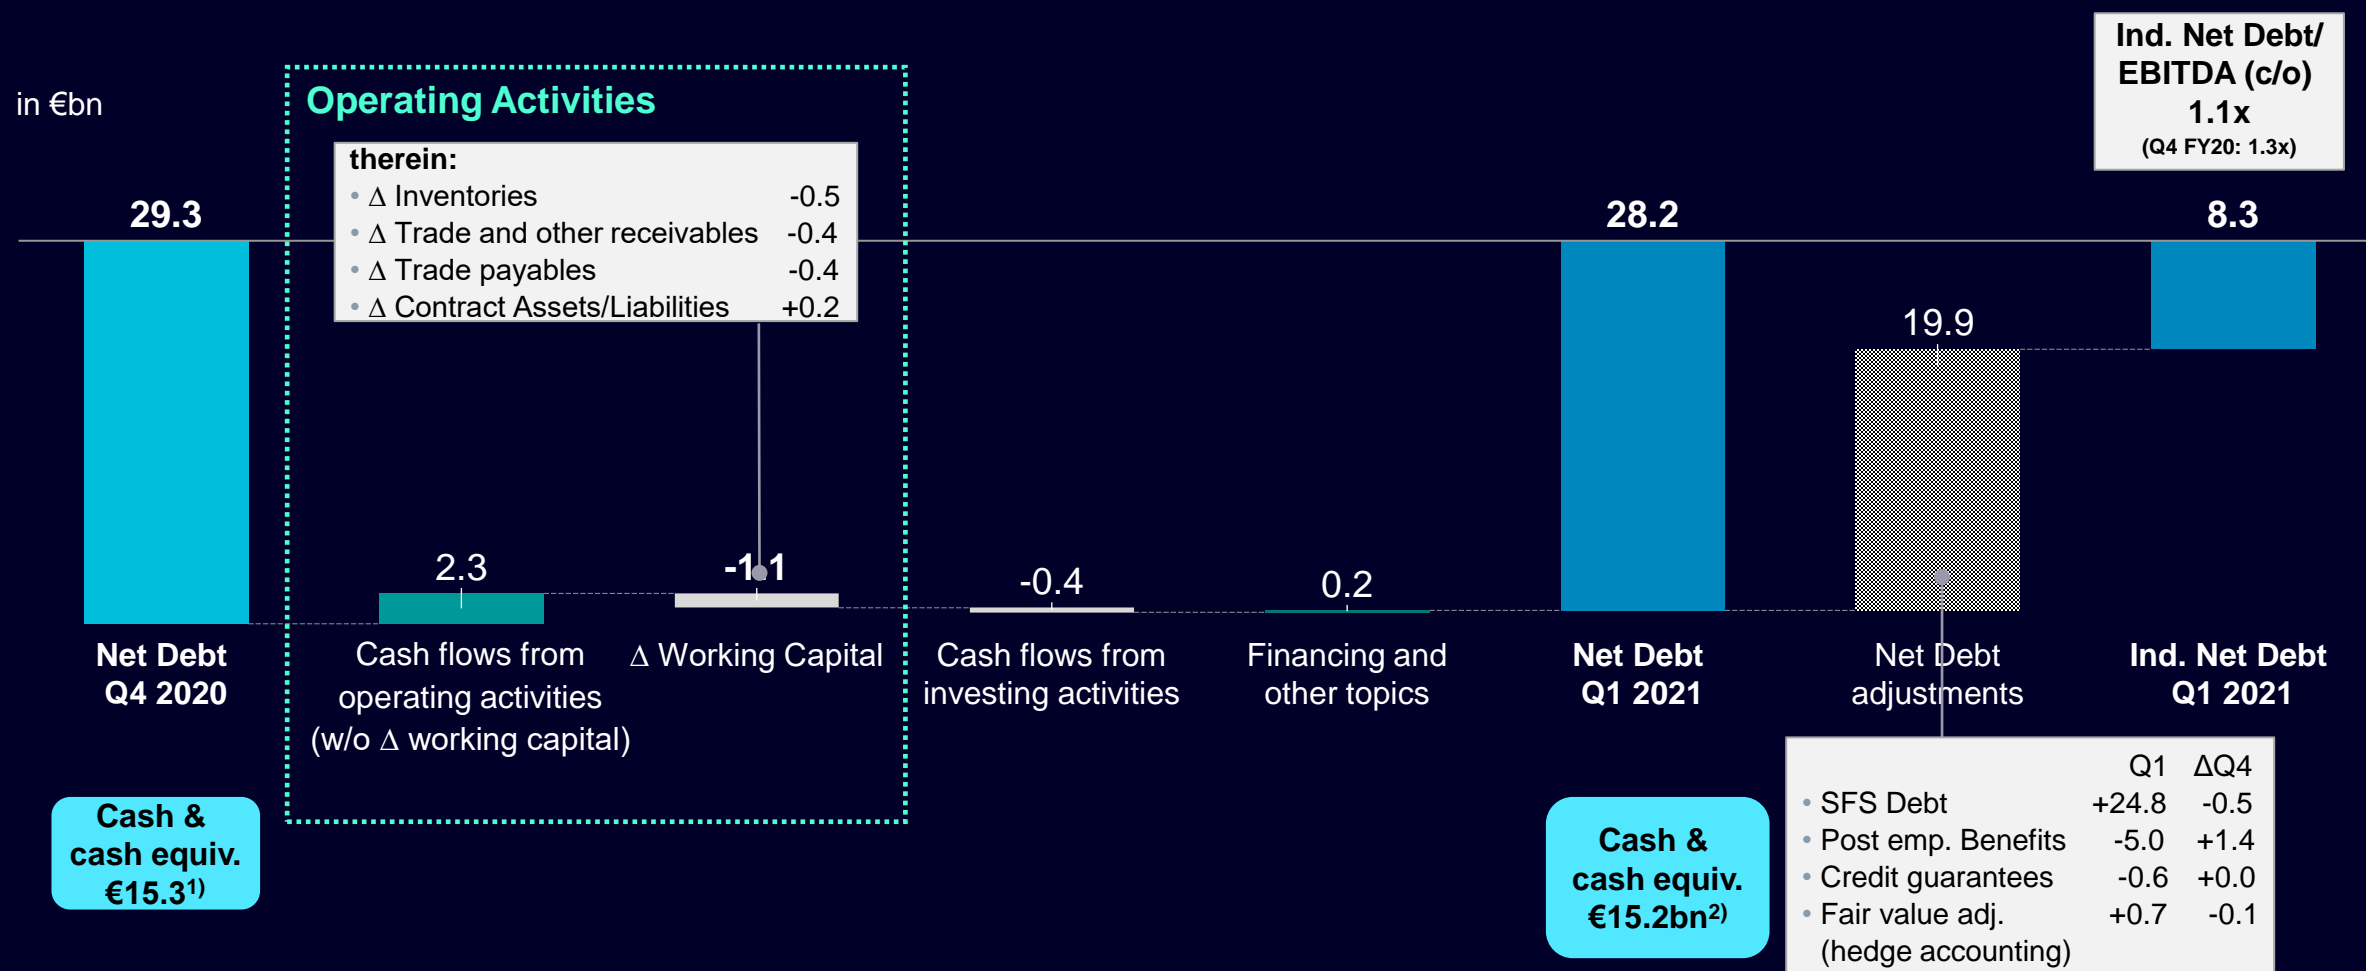 Ind. Net Debt/
EBITDA (c/o)
1.1x
(Q4 FY20: 1.3x)
in €bn
Operating Activities
therein:
• Δ Inventories -0.5
• Δ Trade and other receivables -0.4
• Δ Trade payables -0.4
• Δ Contract Assets/Liabilities +0.2
29.3
28.2
8.3
19.9
2.3
-1.1
-0.4
0.2
Net Debt
Q4 2020
Cash flows from
operating activities
(w/o Δ working capital)
Δ Working Capital
Cash flows from
investing activities
Financing and
other topics
Net Debt
Q1 2021
Net Debt
adjustments
Ind. Net Debt
Q1 2021
Cash &
cash equiv.
€15.3¹⁾
Cash &
cash equiv.
€15.2bn²⁾
Q1 ΔQ4
• SFS Debt +24.8 -0.5
• Post emp. Benefits -5.0 +1.4
• Credit guarantees -0.6 +0.0
• Fair value adj. +0.7 -0.1
(hedge accounting)